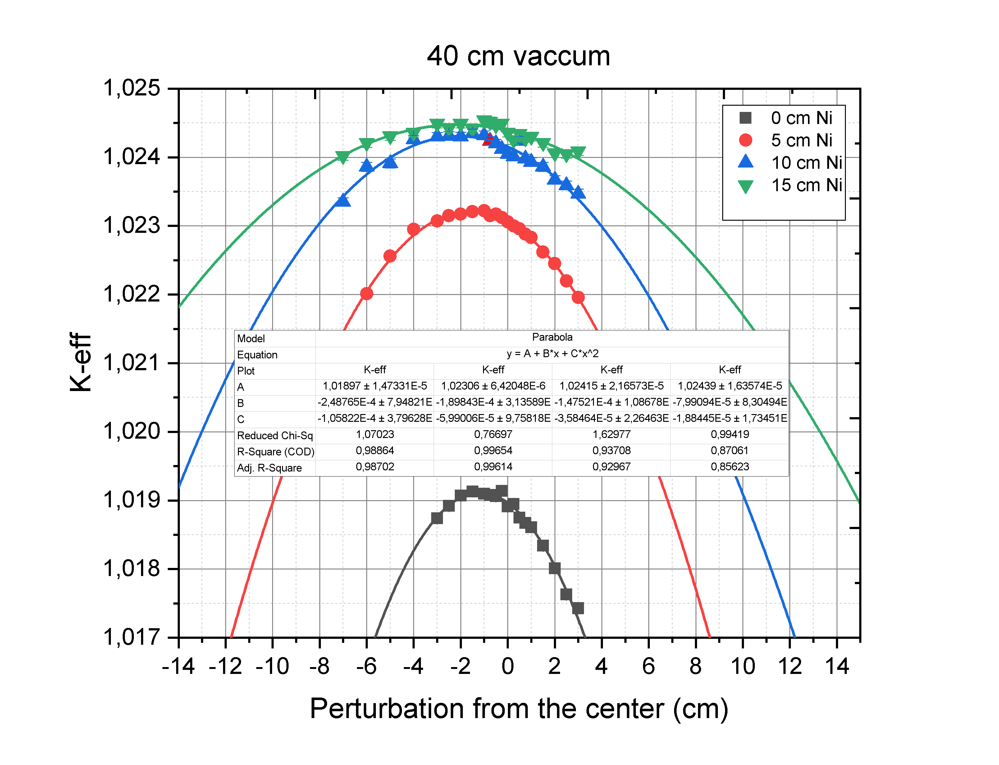 40 cm vaccum
1,025
1,024
1,023
1,022
1,021
1,020
1,019
1,018
1,017
K-eff
0 cm Ni
5 cm Ni
10 cm Ni
15 cm Ni
Model Parabola
Equation y = A + B*x + C*x^2
Plot K-eff K-eff K-eff K-eff
A 1,01897 ± 1,47331E-5 1,02306 ± 6,42048E-6 1,02415 ± 2,16573E-5 1,02439 ± 1,63574E-5
B -2,48765E-4 ± 7,94821E -1,89843E-4 ± 3,13589E -1,47521E-4 ± 1,08678E -7,99094E-5 ± 8,30494E
C -1,05822E-4 ± 3,79628E -5,99006E-5 ± 9,75818E -3,58464E-5 ± 2,26463E -1,88445E-5 ± 1,73451E
Reduced Chi-Sq 1,07023 0,76697 1,62977 0,99419
R-Square (COD) 0,98864 0,99654 0,93708 0,87061
Adj. R-Square 0,98702 0,99614 0,92967 0,85623
-14 -12 -10 -8 -6 -4 -2 0 2 4 6 8 10 12 14
Perturbation from the center (cm)